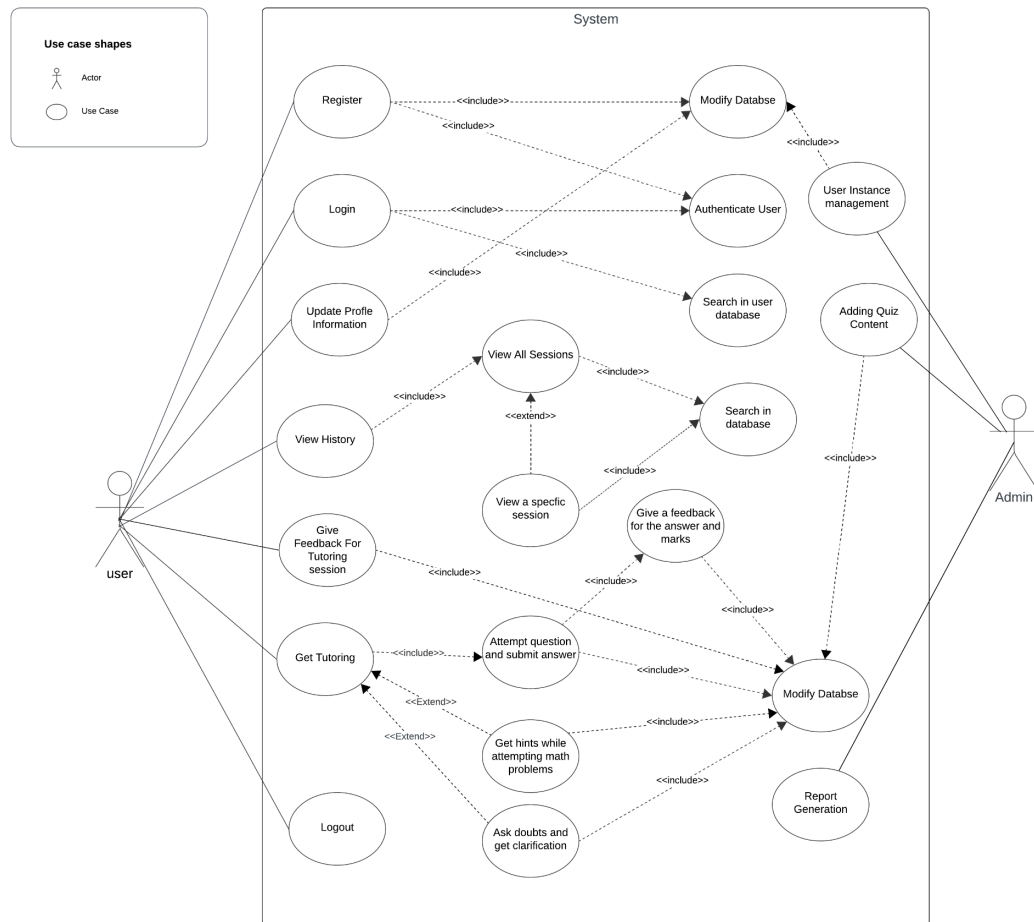 System
Use case shapes
Actor
Use Case
Register
<<include>>
<<include>>
Modify Databse
<<include>>
User Instance
management
Login
<<include>>
Authenticate User
<<include>>
<<include>>
Update Profle
Information
Search in user
database
Adding Quiz
Content
View All Sessions
<<include>>
<<include>>
<<extend>>
Search in
database
View History
<<include>>
<<include>>
View a specfic
session
Give a feedback
for the answer and
marks
Admin
Give
Feedback For
Tutoring
session
user
<<include>>
<<include>>
<<include>>
Get Tutoring
<<include>>
Attempt question
and submit answer
<<include>>
Modify Databse
<<Extend>>
<<include>>
<<Extend>>
Get hints while
attempting math
problems
<<include>>
Report
Generation
Logout
Ask doubts and
get clarification